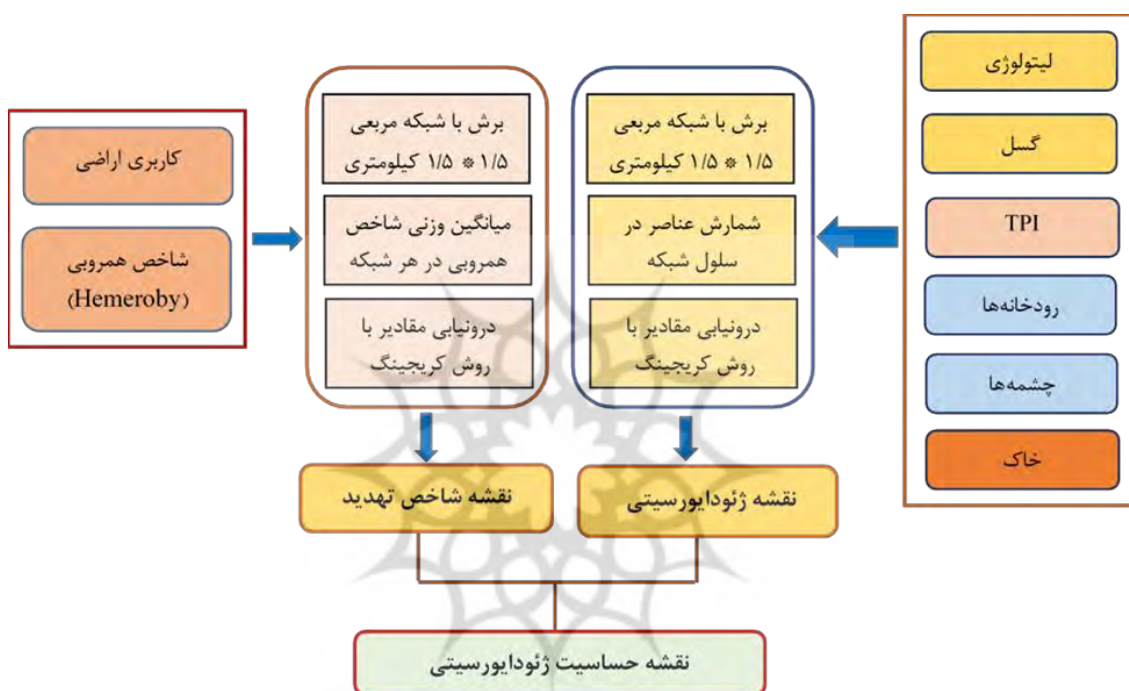 لیتولوژی
گسل
TPI
رودخانه‌ها
چشمه‌ها
خاک
برش با شبکه مربعی
۱/۵ * ۱/۵ کیلومتری
شمارش عناصر در
سلول شبکه
درونیابی مقادیر با
روش کریجینگ
برش با شبکه مربعی
۱/۵ * ۱/۵ کیلومتری
میانگین وزنی شاخص
همروبی در هر شبکه
درونیابی مقادیر با
روش کریجینگ
کاربری اراضی
شاخص همروبی
(Hemeroby)
نقشه ژئودایورسیتی
نقشه شاخص تهدید
نقشه حساسیت ژئودایورسیتی